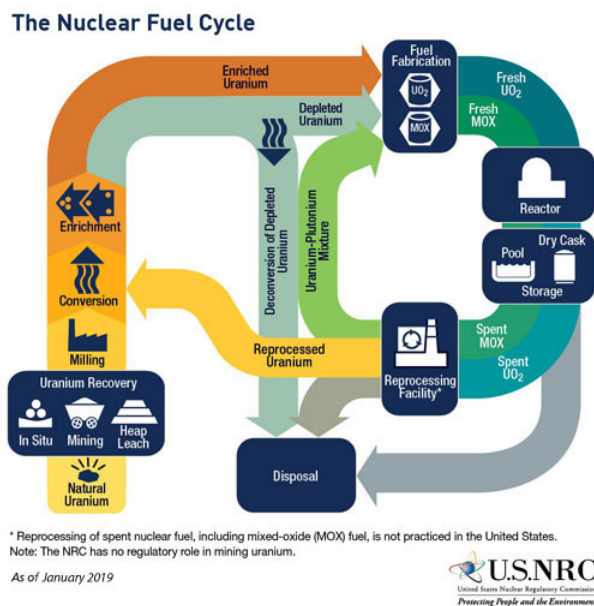 The Nuclear Fuel Cycle
Enriched
Uranium
Fuel
Fabrication
UO2
MOX
Fresh
UO2
Fresh
MOX
Depleted
Uranium
Reactor
Enrichment
Deconversion of Depleted
Uranium
Uranium-Plutonium
Mixture
Pool
Dry Cask
Storage
Conversion
Milling
Reprocessed
Uranium
Reprocessing
Facility*
Spent
MOX
Spent
UO2
Uranium Recovery
In Situ
Mining
Heap
Leach
Natural
Uranium
Disposal
* Reprocessing of spent nuclear fuel, including mixed-oxide (MOX) fuel, is not practiced in the United States.
Note: The NRC has no regulatory role in mining uranium.
As of January 2019
U.S.NRC
United States Nuclear Regulatory Commission
Protecting People and the Environment